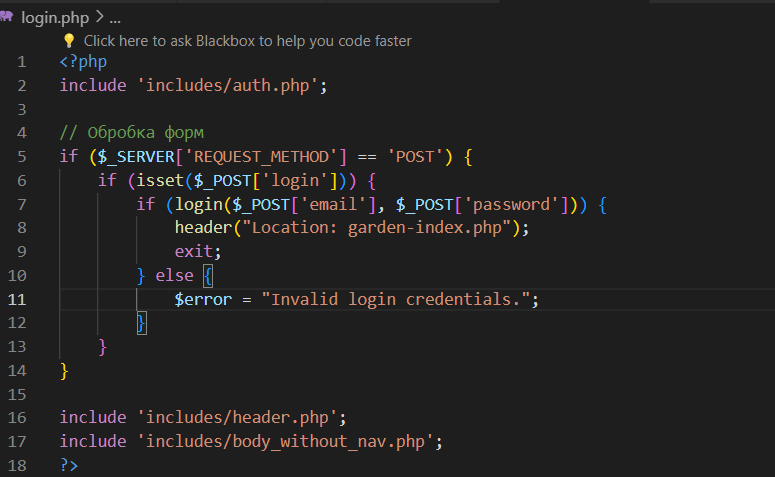 login.php > ...
Click here to ask Blackbox to help you code faster
1 <?php
2 include 'includes/auth.php';
3
4 // Обробка форм
5 if ($_SERVER['REQUEST_METHOD'] == 'POST') {
6     if (isset($_POST['login'])) {
7         if (login($_POST['email'], $_POST['password'])) {
8             header("Location: garden-index.php");
9             exit;
10         } else {
11             $error = "Invalid login credentials.";
12         }
13     }
14 }
15
16 include 'includes/header.php';
17 include 'includes/body_without_nav.php';
18 ?>